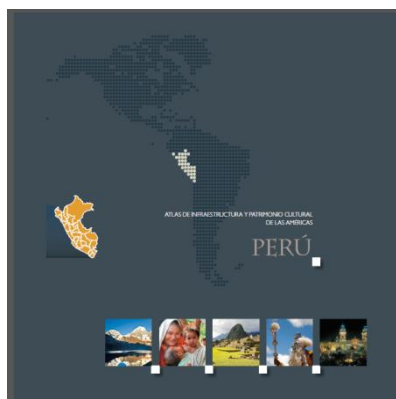 ATLAS DE INFRAESTRUCTURA Y PATRIMONIO CULTURAL
DE LAS AMÉRICAS
PERÚ